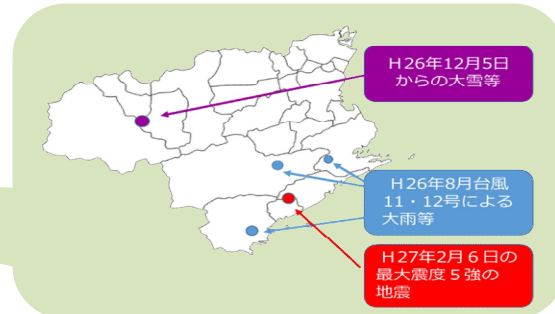 H26年12月5日
からの大雪等
H26年8月台風
11・12号による
大雨等
H27年2月6日の
最大震度5強の
地震